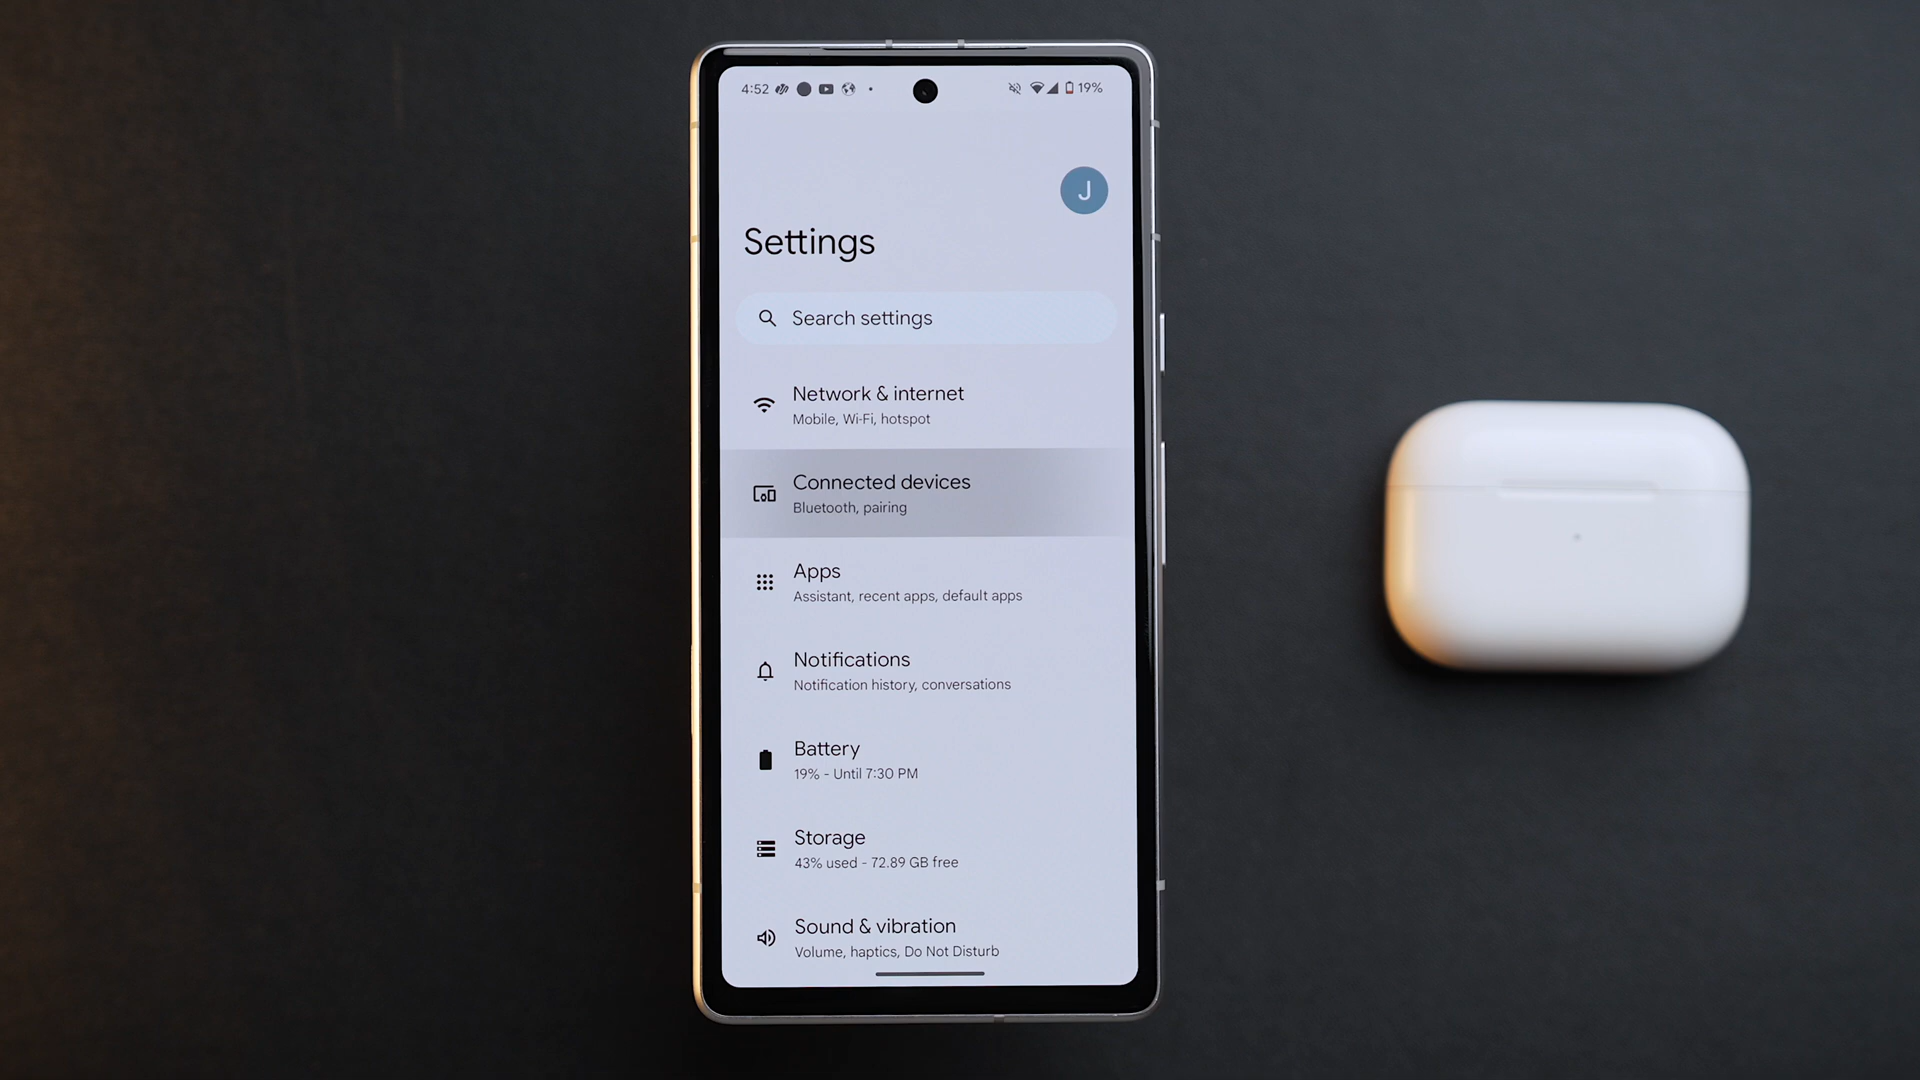 4:52
19%
J
Settings
Search settings
Network & internet
Mobile, Wi-Fi, hotspot
Connected devices
Bluetooth, pairing
Apps
Assistant, recent apps, default apps
Notifications
Notification history, conversations
Battery
19% - Until 7:30 PM
Storage
43% used - 72.89 GB free
Sound & vibration
Volume, haptics, Do Not Disturb